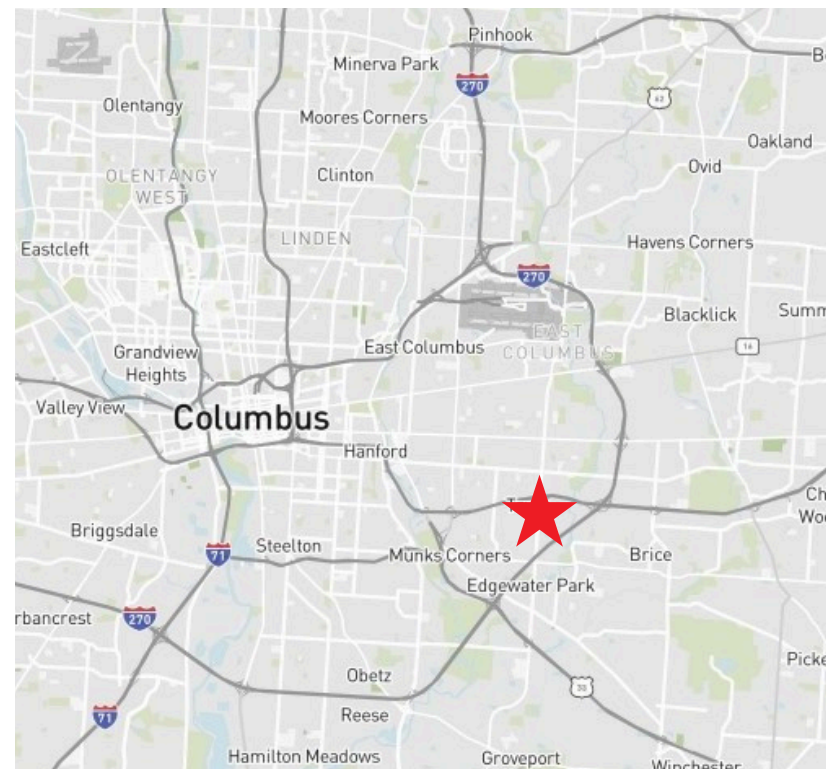 Pinhook
Minerva Park
270
Olentangy
62
Moores Corners
Oakland
Ovid
Clinton
OLENTANGY
WEST
LINDEN
Eastcleft
Havens Corners
270
Blacklick
Summ
EAST
COLUMBUS
East Columbus
16
Grandview
Heights
Valley View
Columbus
Hanford
Ch
Woo
Briggsdale
71
Steelton
Munks Corners
Brice
Edgewater Park
rbancrest
270
Picke
Obetz
Reese
71
Hamilton Meadows
Groveport
Winchester